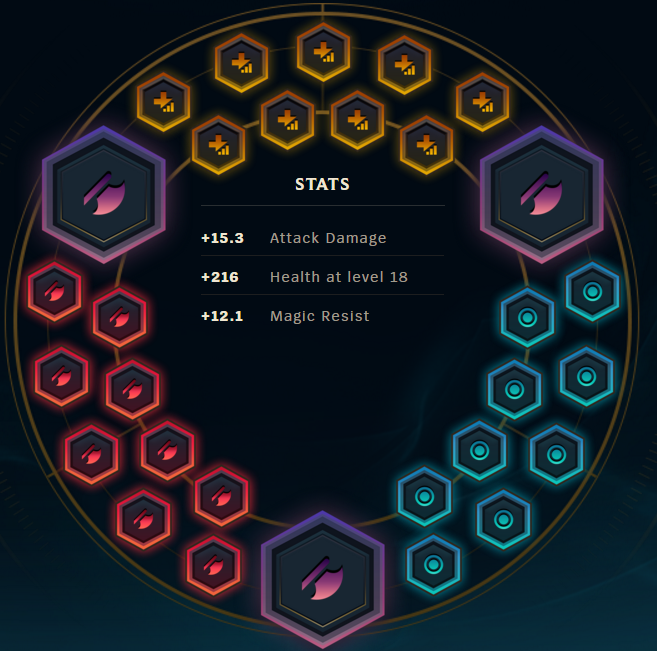 STATS
+15.3 Attack Damage
+216 Health at level 18
+12.1 Magic Resist